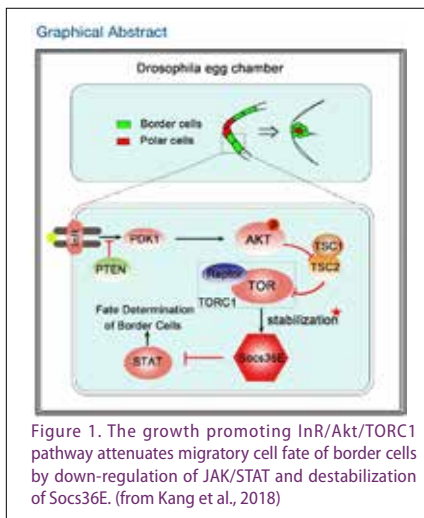 Graphical Abstract
Drosophila egg chamber
Border cells
Polar cells
InR
PDK1
AKT
P
TSC1
PTEN
TSC2
Raptor
TOR
Fate Determination
of Border Cells
TORC1
stabilization
STAT
Socs36E
Figure 1. The growth promoting InR/Akt/TORC1
pathway attenuates migratory cell fate of border cells
by down-regulation of JAK/STAT and destabilization
of Socs36E. (from Kang et al., 2018)